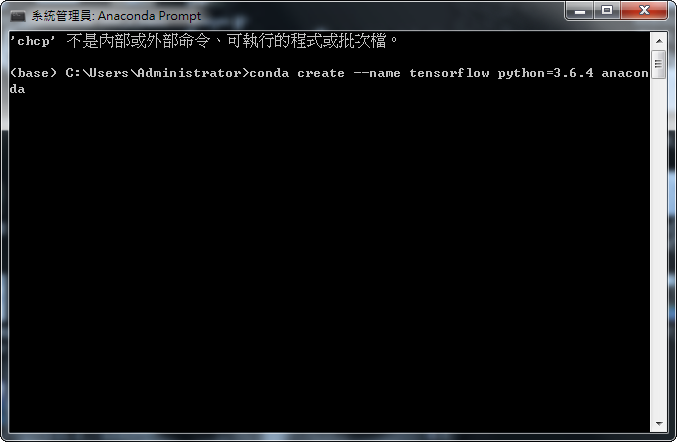 系統管理員: Anaconda Prompt
'chcp' 不是內部或外部命令、可執行的程式或批次檔。
(base) C:\Users\Administrator>conda create --name tensorflow python=3.6.4 anacon
da